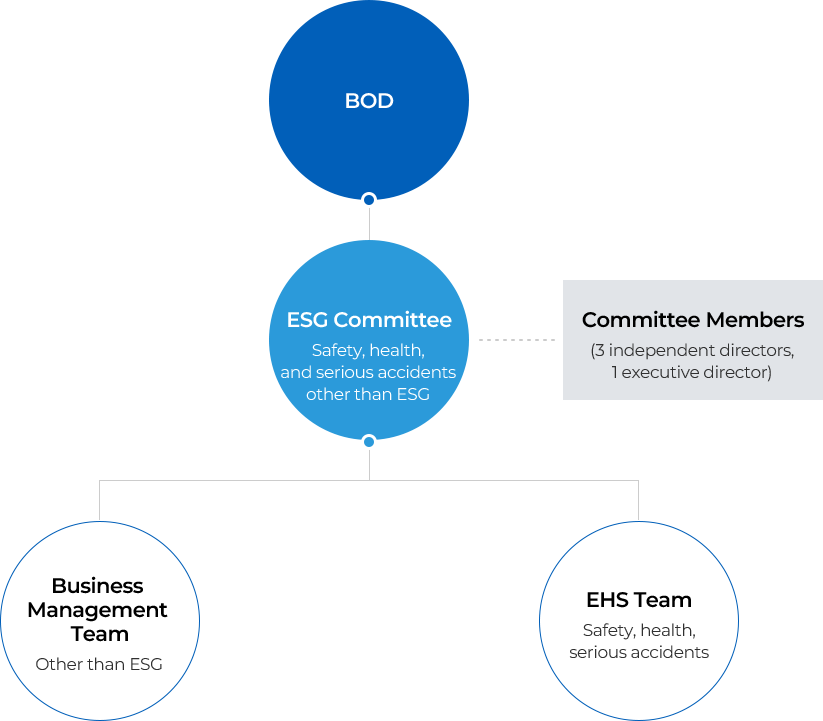 BOD
ESG Committee
Safety, health,
and serious accidents
other than ESG
Committee Members
(3 independent directors,
1 executive director)
Business
Management
Team
Other than ESG
EHS Team
Safety, health,
serious accidents